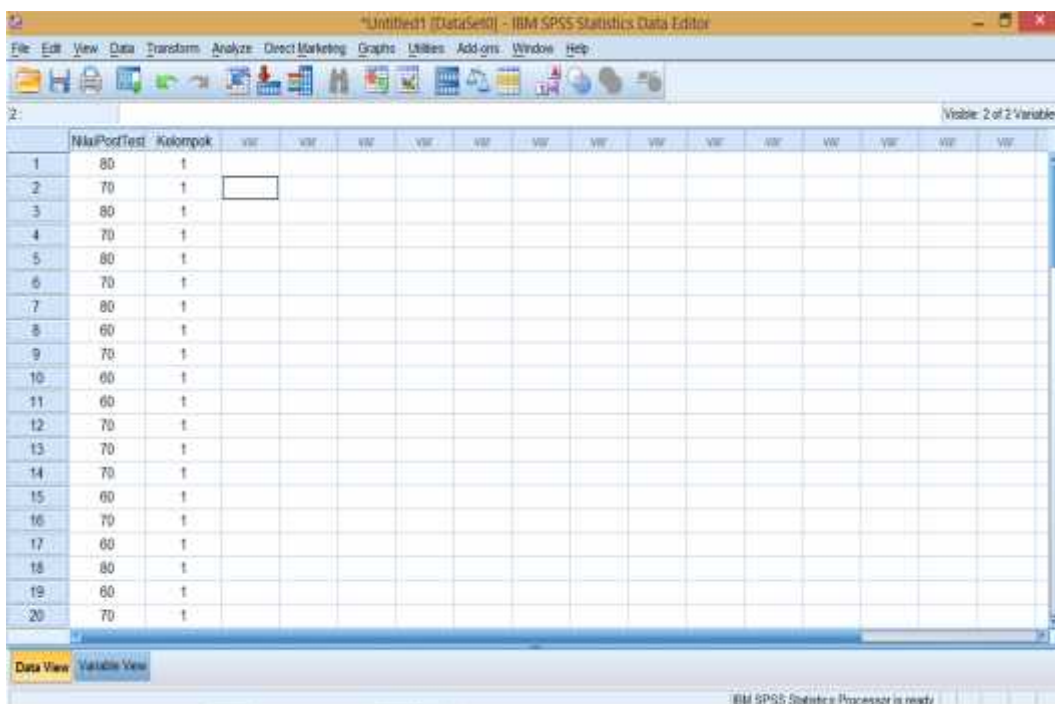 *Untitled1 [DataSet0] - IBM SPSS Statistics Data Editor
File Edit View Data Transform Analyze Direct Marketing Graphs Utilities Add-ons Window Help
2 : Visible: 2 of 2 Variable
NilaiPostTest Kelompok var var var var var var var var var var var var var var
1 80 1
2 70 1
3 80 1
4 70 1
5 80 1
6 70 1
7 80 1
8 60 1
9 70 1
10 60 1
11 60 1
12 70 1
13 70 1
14 70 1
15 60 1
16 70 1
17 60 1
18 80 1
19 60 1
20 70 1
Data View Variable View
IBM SPSS Statistics Processor is ready